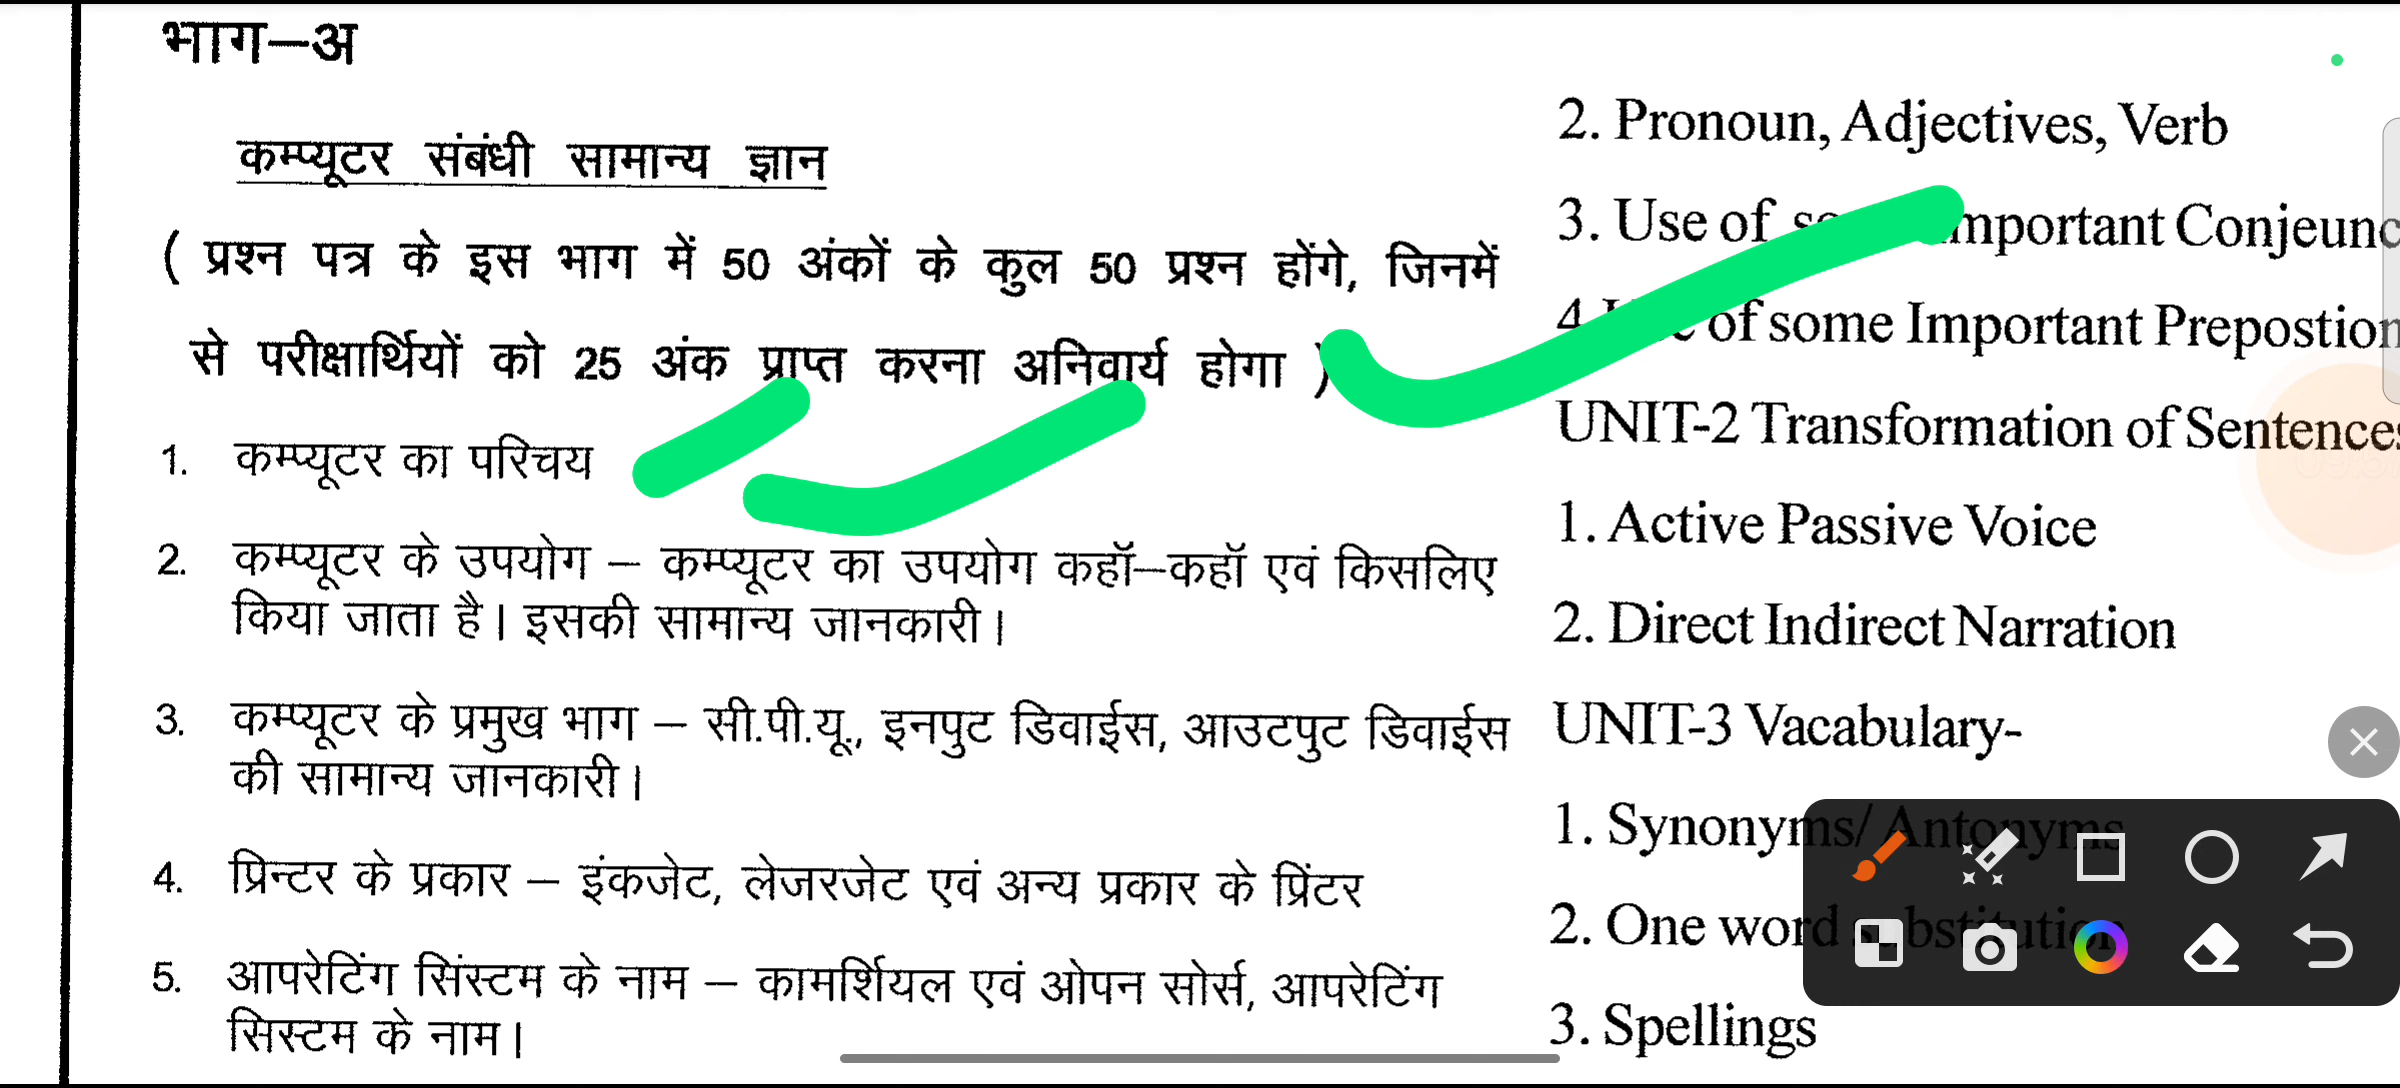 भाग–अ
कम्प्यूटर संबंधी सामान्य ज्ञान
( प्रश्न पत्र के इस भाग में 50 अंकों के कुल 50 प्रश्न होंगे, जिनमें
से परीक्षार्थियों को 25 अंक प्राप्त करना अनिवार्य होगा )
1. कम्प्यूटर का परिचय
2. कम्प्यूटर के उपयोग – कम्प्यूटर का उपयोग कहॉ–कहॉ एवं किसलिए
किया जाता है। इसकी सामान्य जानकारी।
3. कम्प्यूटर के प्रमुख भाग – सी.पी.यू., इनपुट डिवाईस, आउटपुट डिवाईस
की सामान्य जानकारी।
4. प्रिन्टर के प्रकार – इंकजेट, लेजरजेट एवं अन्य प्रकार के प्रिंटर
5. आपरेटिंग सिंस्टम के नाम – कामर्शियल एवं ओपन सोर्स, आपरेटिंग
सिस्टम के नाम।
2. Pronoun, Adjectives, Verb
3. Use of Important Conjeunc
4 of some Important Prepostion
UNIT-2 Transformation of Sentences
1. Active Passive Voice
2. Direct Indirect Narration
UNIT-3 Vacabulary-
1. Synonyms/ Antonyms
2. One word substitution
3. Spellings